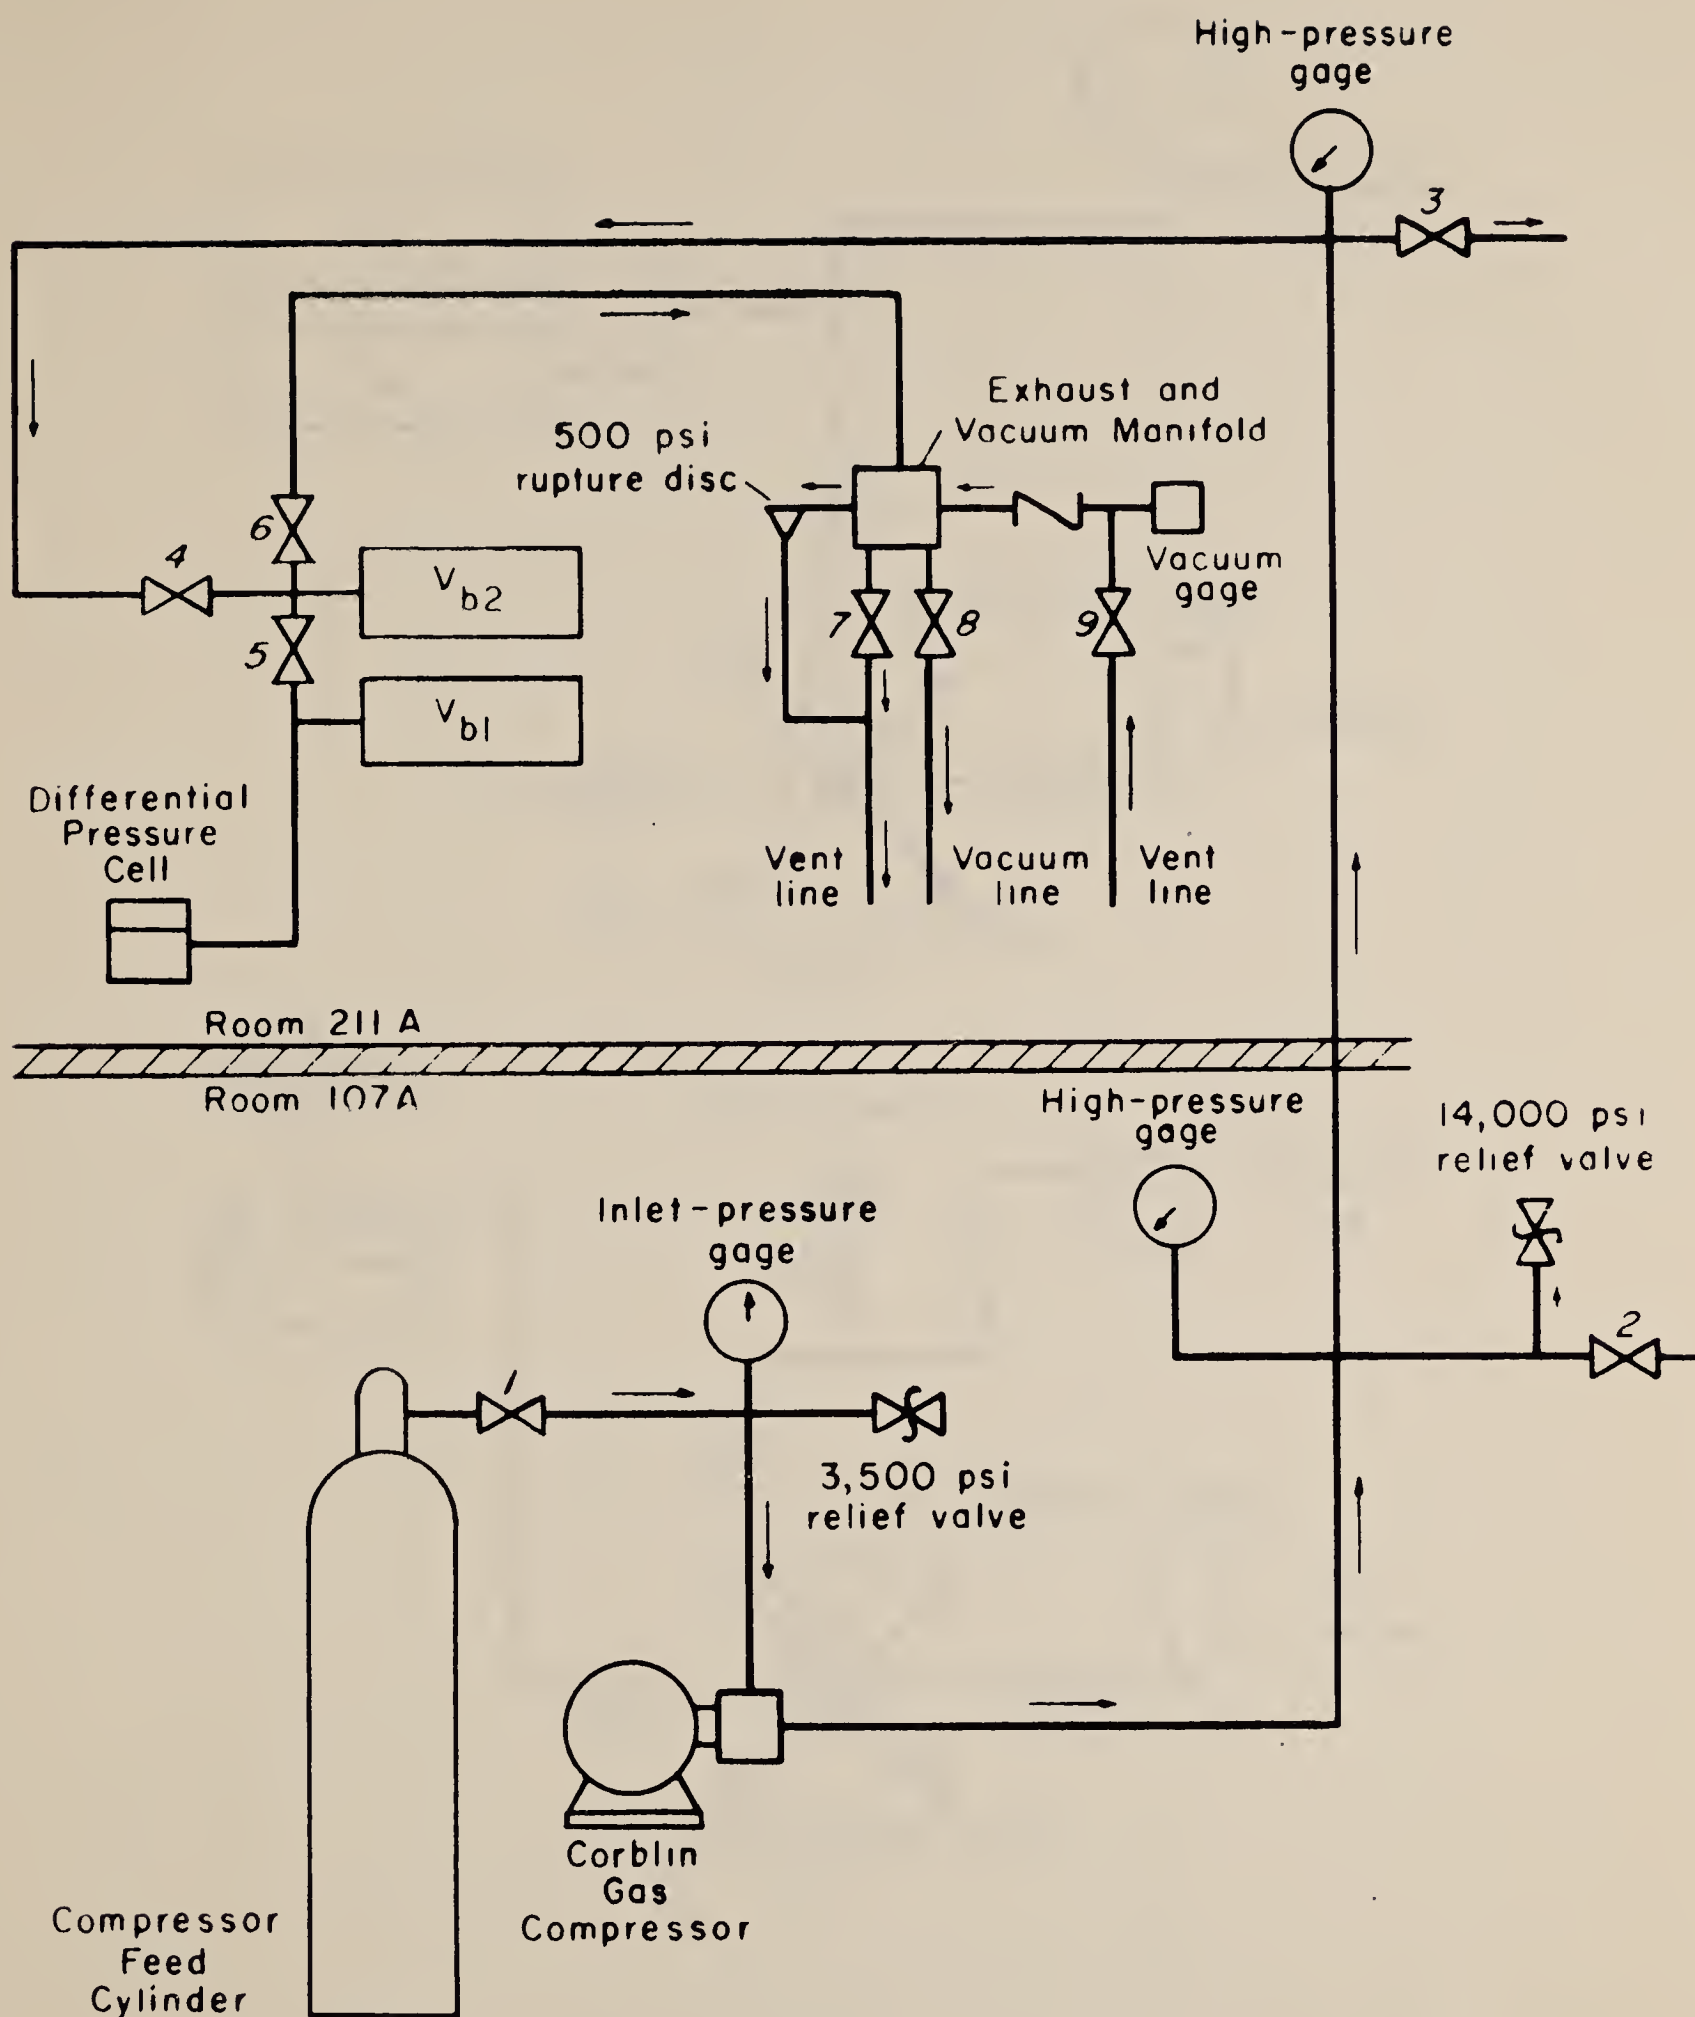 High-pressure
gage
3
Exhaust and
Vacuum Manifold
500 psi
rupture disc
6
4
V b2
Vacuum
gage
7
8
9
5
V b1
Differential
Pressure
Cell
Vent
line
Vacuum
line
Vent
line
Room 211 A
Room 107A
High-pressure
gage
14,000 psi
relief valve
Inlet-pressure
gage
2
1
3,500 psi
relief valve
Corblin
Gas
Compressor
Compressor
Feed
Cylinder